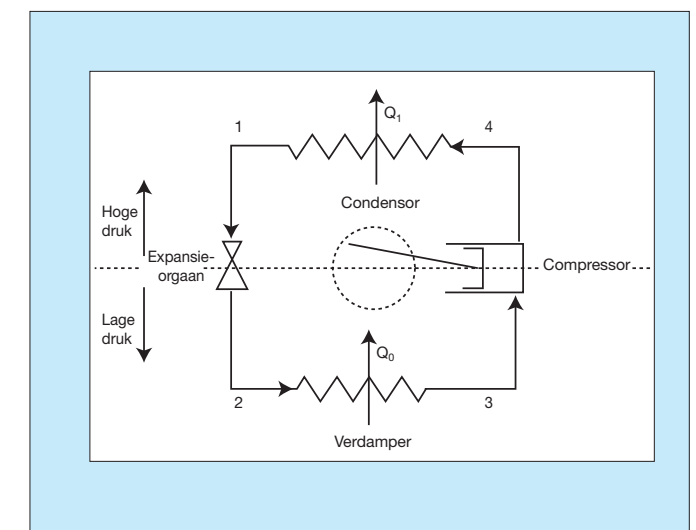 1
Q₁
4
Condensor
Hoge
druk
Expansie-
orgaan
Compressor
Lage
druk
Q₀
2
3
Verdamper